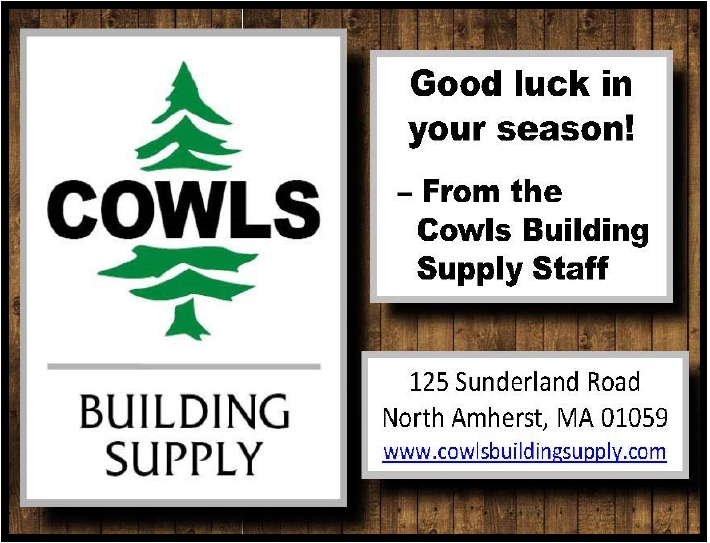 COWLS
BUILDING
SUPPLY
Good luck in
your season!
– From the
Cowls Building
Supply Staff
125 Sunderland Road
North Amherst, MA 01059
www.cowlsbuildingsupply.com